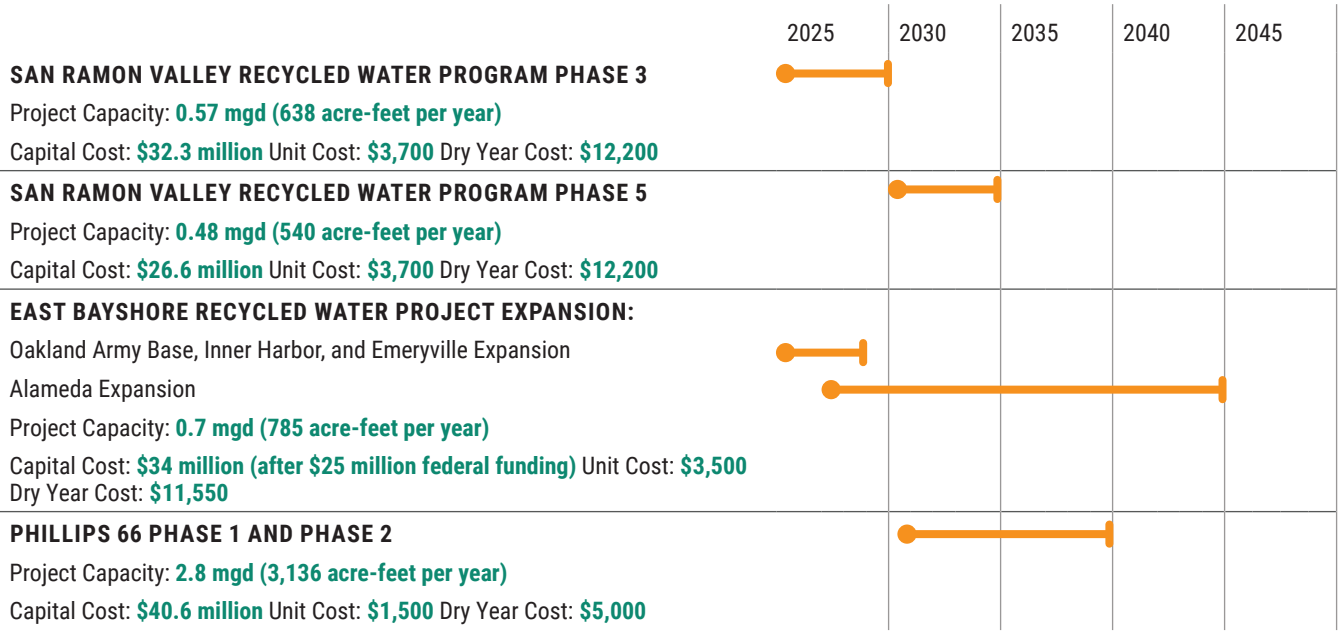 2025 2030 2035 2040 2045
SAN RAMON VALLEY RECYCLED WATER PROGRAM PHASE 3
Project Capacity: 0.57 mgd (638 acre-feet per year)
Capital Cost: $32.3 million Unit Cost: $3,700 Dry Year Cost: $12,200
SAN RAMON VALLEY RECYCLED WATER PROGRAM PHASE 5
Project Capacity: 0.48 mgd (540 acre-feet per year)
Capital Cost: $26.6 million Unit Cost: $3,700 Dry Year Cost: $12,200
EAST BAYSHORE RECYCLED WATER PROJECT EXPANSION:
Oakland Army Base, Inner Harbor, and Emeryville Expansion
Alameda Expansion
Project Capacity: 0.7 mgd (785 acre-feet per year)
Capital Cost: $34 million (after $25 million federal funding) Unit Cost: $3,500
Dry Year Cost: $11,550
PHILLIPS 66 PHASE 1 AND PHASE 2
Project Capacity: 2.8 mgd (3,136 acre-feet per year)
Capital Cost: $40.6 million Unit Cost: $1,500 Dry Year Cost: $5,000